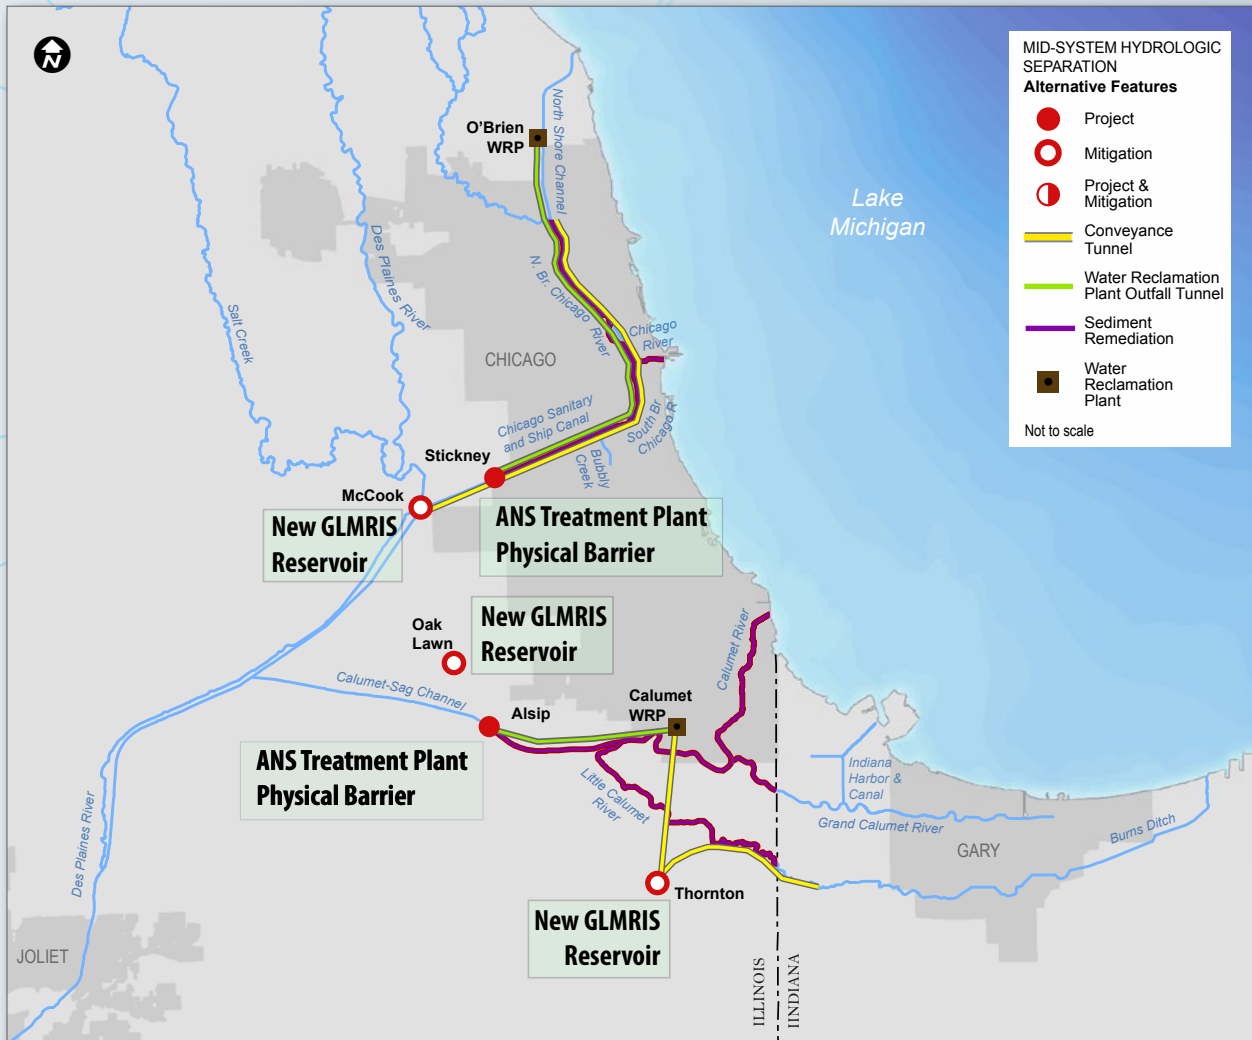 N
MID-SYSTEM HYDROLOGIC
SEPARATION
Alternative Features
Project
Mitigation
Project &
Mitigation
Conveyance
Tunnel
Water Reclamation
Plant Outfall Tunnel
Sediment
Remediation
Water
Reclamation
Plant
Not to scale
O'Brien
WRP
North Shore Channel
Lake
Michigan
Des Plaines River
N. Br. Chicago River
Salt Creek
Chicago
River
CHICAGO
Chicago Sanitary
and Ship Canal
South Br
Chicago R
Bubbly
Creek
Stickney
McCook
New GLMRIS
Reservoir
ANS Treatment Plant
Physical Barrier
Oak
Lawn
New GLMRIS
Reservoir
Calumet River
Calumet-Sag Channel
Alsip
Calumet
WRP
ANS Treatment Plant
Physical Barrier
Little Calumet
River
Indiana
Harbor &
Canal
Grand Calumet River
Burns Ditch
GARY
Des Plaines River
Thornton
New GLMRIS
Reservoir
JOLIET
ILLINOIS
IINDIANA